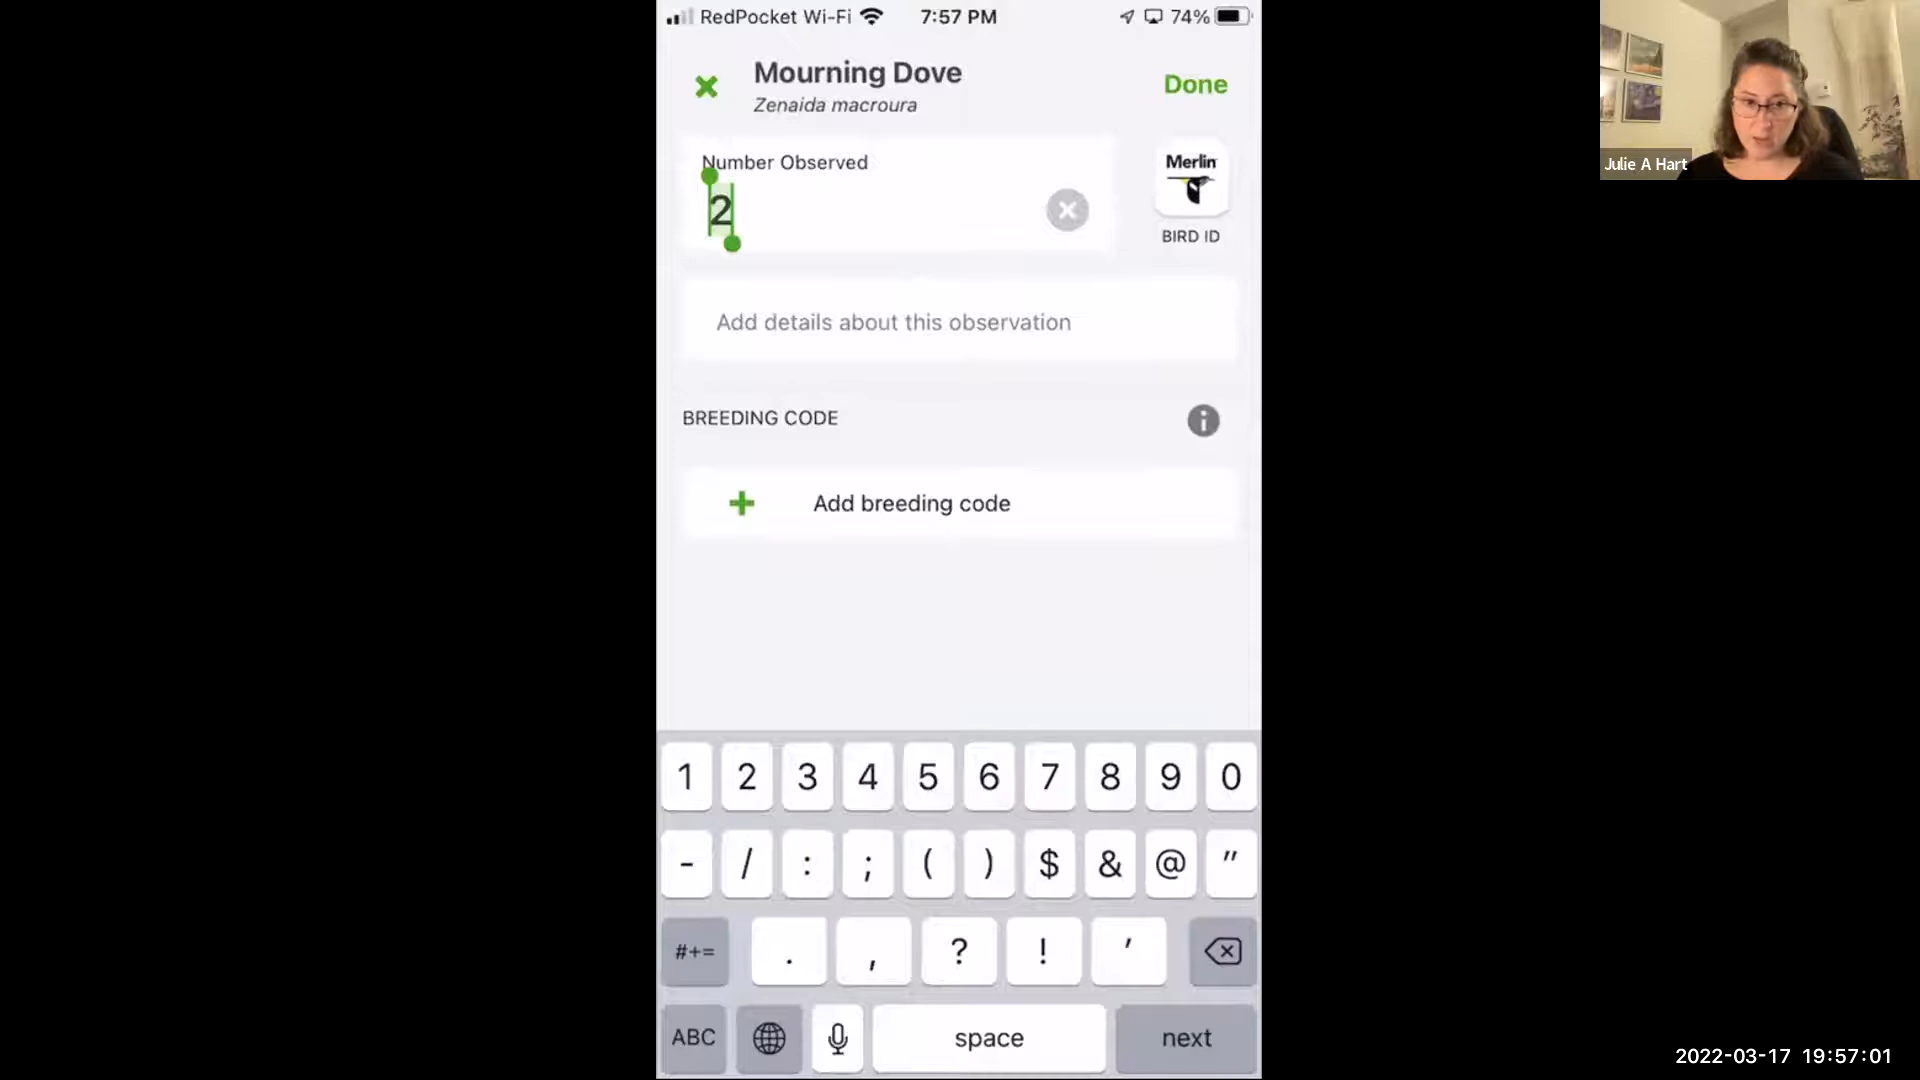 RedPocket Wi-Fi 7:57 PM 74%
Mourning Dove
Zenaida macroura
Done
Number Observed
2
Merlin
BIRD ID
Add details about this observation
BREEDING CODE
i
+ Add breeding code
1 2 3 4 5 6 7 8 9 0
- / : ; ( ) $ & @ "
#+= . , ? ! '
ABC space next
Julie A Hart
2022-03-17 19:57:01